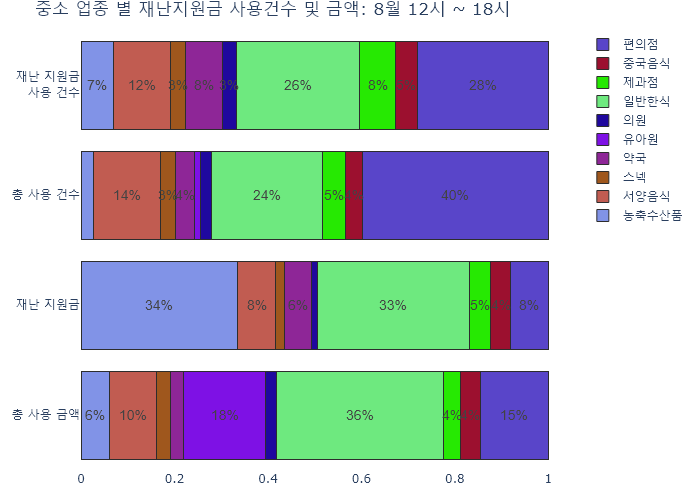 중소 업종 별 재난지원금 사용건수 및 금액: 8월 12시 ~ 18시
재난 지원금
사용 건수
7% 12% 3% 8% 3% 26% 8% 28%
총 사용 건수
14% 3% 4% 24% 5% 40%
재난 지원금
34% 8% 6% 33% 5% 8%
총 사용 금액
6% 10% 18% 36% 4% 15%
0 0.2 0.4 0.6 0.8 1
편의점
중국음식
제과점
일반한식
의원
유아원
약국
스넥
서양음식
농축수산품